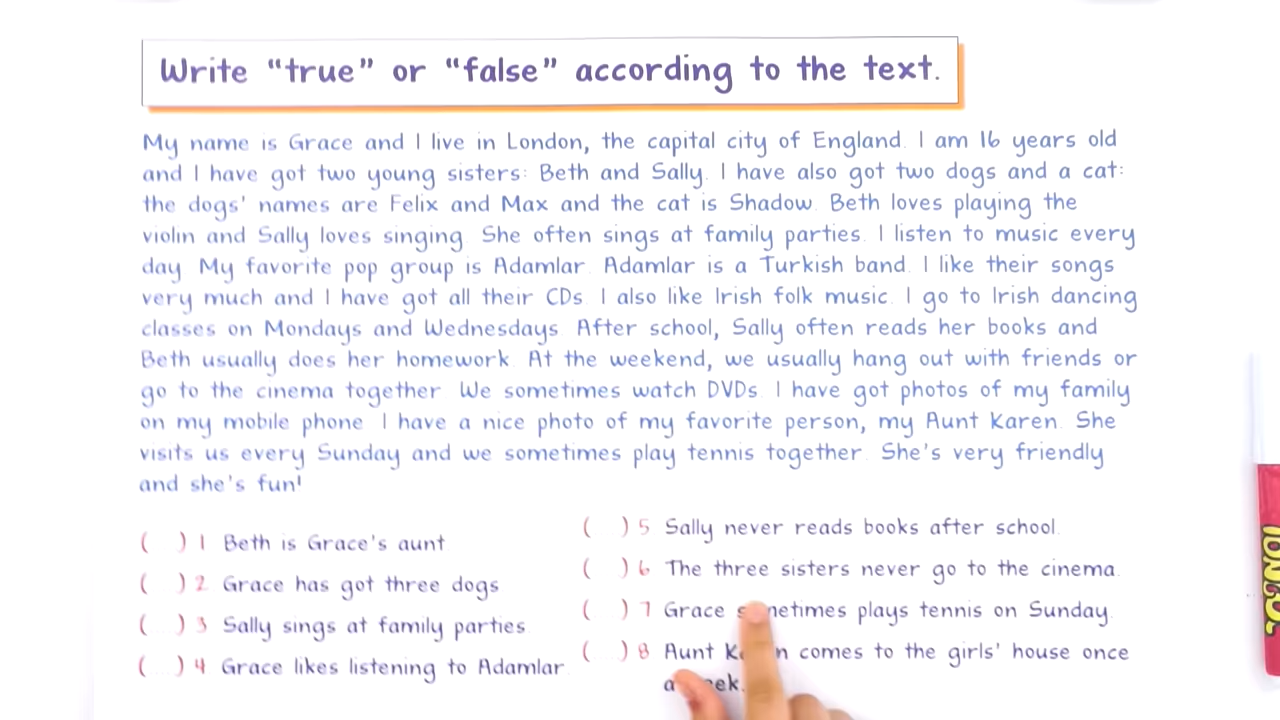 Write “true” or “false” according to the text.
My name is Grace and I live in London, the capital city of England. I am 16 years old
and I have got two young sisters: Beth and Sally. I have also got two dogs and a cat:
the dogs' names are Felix and Max and the cat is Shadow. Beth loves playing the
violin and Sally loves singing. She often sings at family parties. I listen to music every
day. My favorite pop group is Adamlar. Adamlar is a Turkish band. I like their songs
very much and I have got all their CDs. I also like Irish folk music. I go to Irish dancing
classes on Mondays and Wednesdays. After school, Sally often reads her books and
Beth usually does her homework. At the weekend, we usually hang out with friends or
go to the cinema together. We sometimes watch DVDs. I have got photos of my family
on my mobile phone. I have a nice photo of my favorite person, my Aunt Karen. She
visits us every Sunday and we sometimes play tennis together. She's very friendly
and she's fun!
( ) 1 Beth is Grace's aunt.
( ) 2 Grace has got three dogs.
( ) 3 Sally sings at family parties.
( ) 4 Grace likes listening to Adamlar.
( ) 5 Sally never reads books after school.
( ) 6 The three sisters never go to the cinema.
( ) 7 Grace sometimes plays tennis on Sunday.
( ) 8 Aunt Karen comes to the girls' house once
a week.